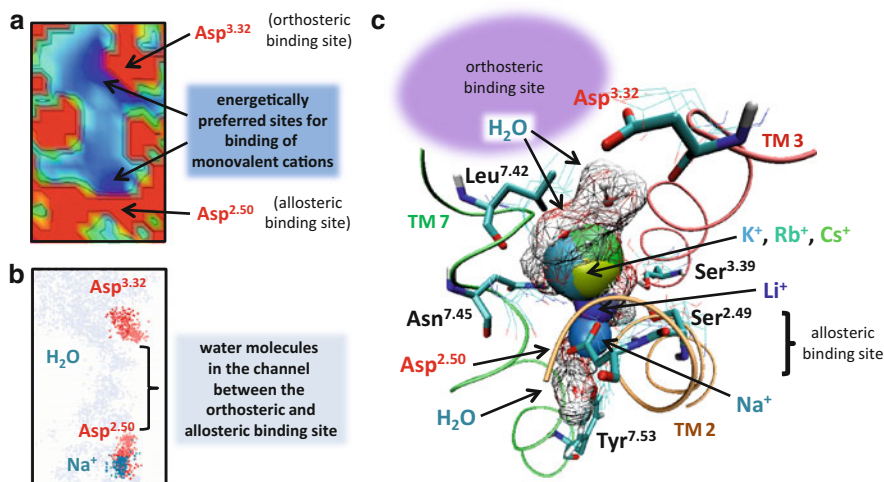 a
Asp3.32
(orthosteric
binding site)
energetically
preferred sites for
binding of
monovalent cations
Asp2.50
(allosteric
binding site)
b
Asp3.32
H2O
Asp2.50
Na+
water molecules
in the channel
between the
orthosteric and
allosteric binding site
c
orthosteric
binding site
Asp3.32
H2O
TM 3
Leu7.42
TM 7
K+, Rb+, Cs+
Ser3.39
Asn7.45
Li+
Ser2.49
allosteric
binding site
Asp2.50
Na+
H2O
TM 2
Tyr7.53